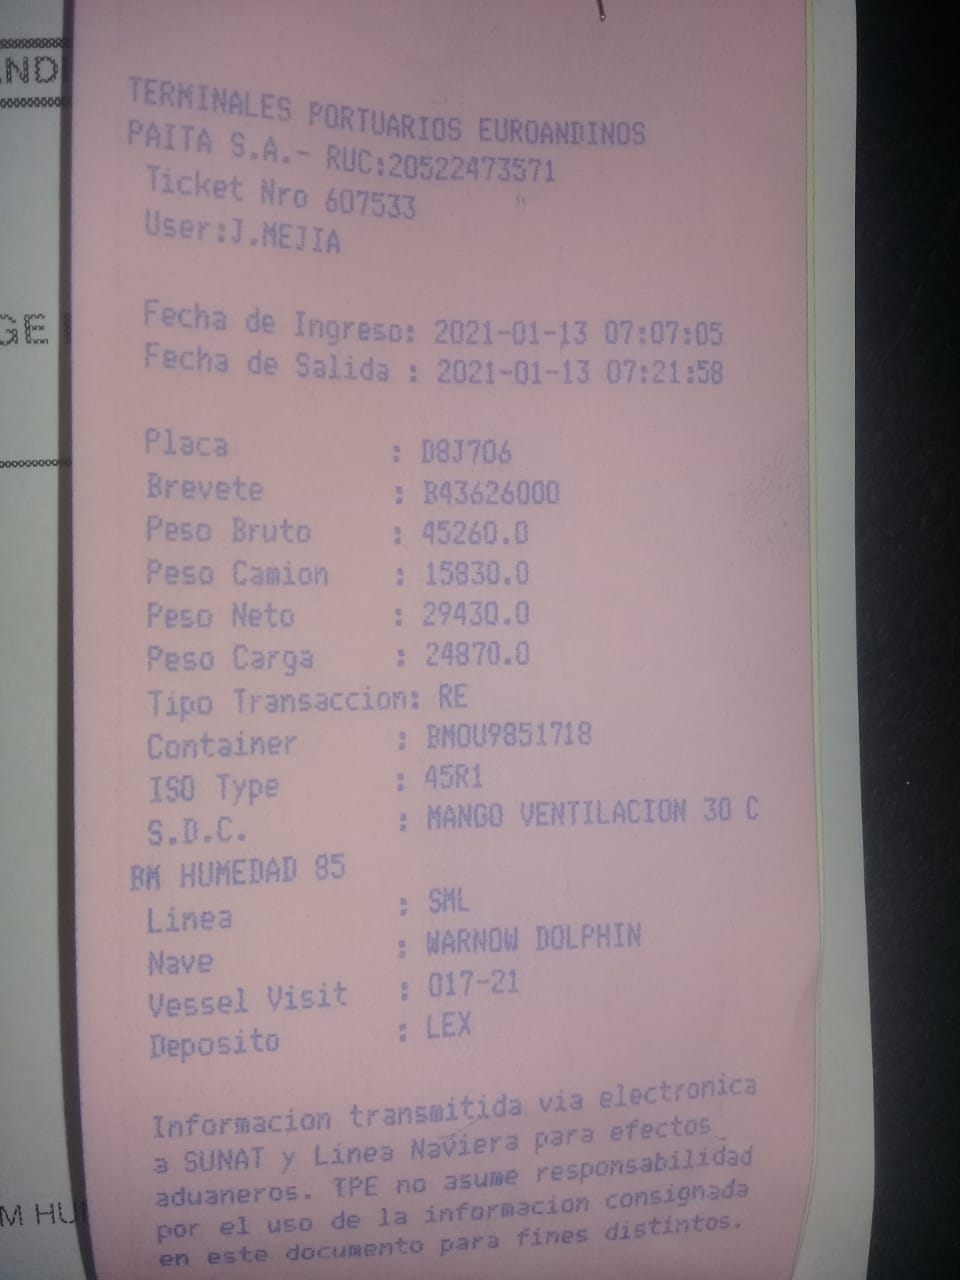 TERMINALES PORTUARIOS EUROANDINOS
PAITA S.A.- RUC:20522473571
Ticket Nro 607533
User:J.MEJIA
Fecha de Ingreso: 2021-01-13 07:07:05
Fecha de Salida : 2021-01-13 07:21:58
Placa : D8J706
Brevete : B43626000
Peso Bruto : 45260.0
Peso Camion : 15830.0
Peso Neto : 29430.0
Peso Carga : 24870.0
Tipo Transaccion: RE
Container : BMOU9851718
ISO Type : 45R1
S.D.C. : MANGO VENTILACION 30 C
BM HUMEDAD 85
Linea : SML
Nave : WARNOW DOLPHIN
Vessel Visit : 017-21
Deposito : LEX
Informacion transmitida via electronica
a SUNAT y Linea Naviera para efectos
aduaneros. TPE no asume responsabilidad
por el uso de la informacion consignada
en este documento para fines distintos.